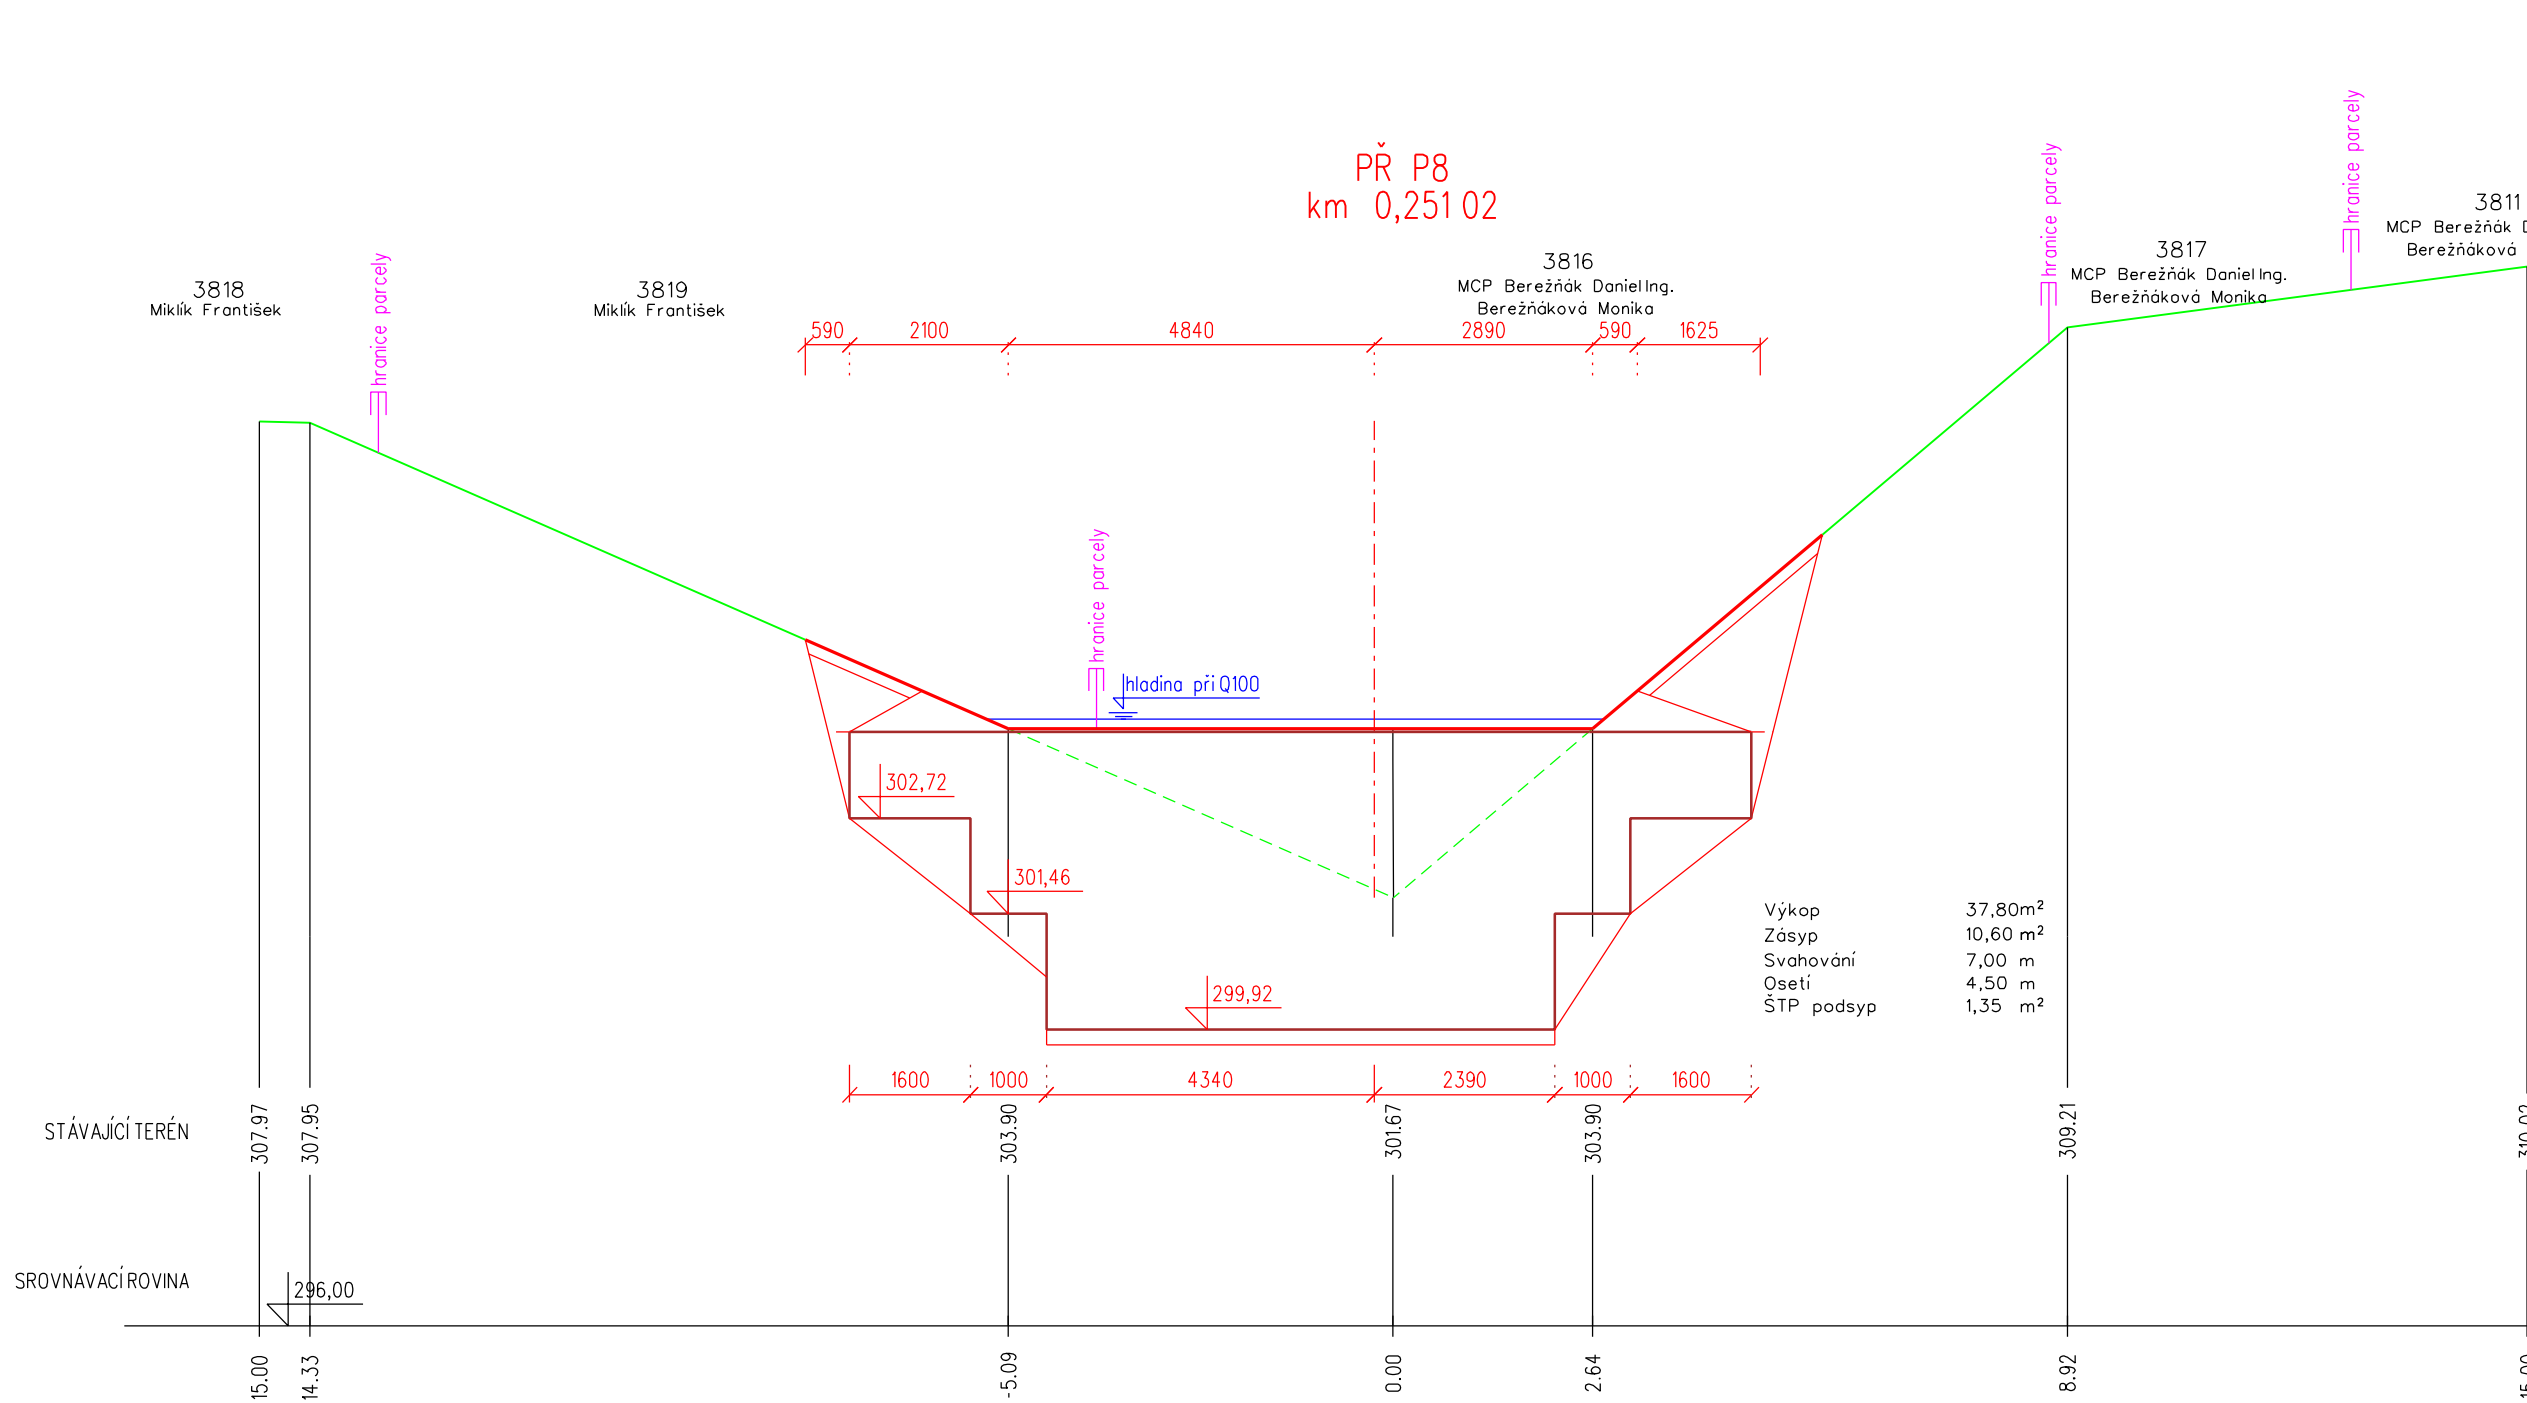 PŘ P8
km 0,251 02
3818
Miklík František
hranice parcely
3819
Miklík František
3816
MCP Berežňák Daniel Ing.
Berežňáková Monika
hranice parcely
3817
MCP Berežňák Daniel Ing.
Berežňáková Monika
hranice parcely
3811
MCP Berežňák
Berežňáková
590 2100 4840 2890 590 1625
hranice parcely
hladina při Q100
302,72
301,46
299,92
Výkop 37,80m²
Zásyp 10,60 m²
Svahování 7,00 m
Osetí 4,50 m
ŠTP podsyp 1,35 m²
1600 1000 4340 2390 1000 1600
STÁVAJÍCÍ TERÉN 307.97 307.95 303.90 301.67 303.90 309.21
SROVNÁVACÍ ROVINA
296,00
15.00 14.33 -5.09 0.00 2.64 8.92